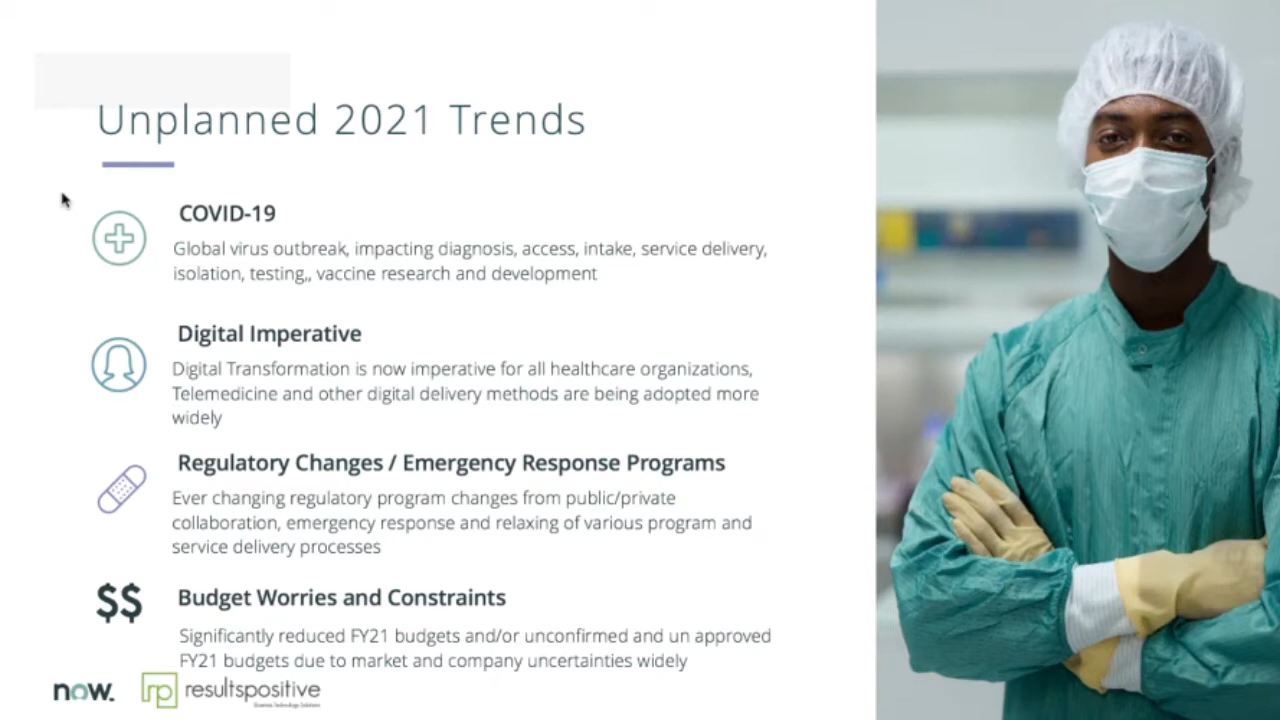 Unplanned 2021 Trends
COVID-19
Global virus outbreak, impacting diagnosis, access, intake, service delivery,
isolation, testing,, vaccine research and development
Digital Imperative
Digital Transformation is now imperative for all healthcare organizations,
Telemedicine and other digital delivery methods are being adopted more
widely
Regulatory Changes / Emergency Response Programs
Ever changing regulatory program changes from public/private
collaboration, emergency response and relaxing of various program and
service delivery processes
$$
Budget Worries and Constraints
Significantly reduced FY21 budgets and/or unconfirmed and un approved
FY21 budgets due to market and company uncertainties widely
now.
rp resultspositive
Business Technology Solutions